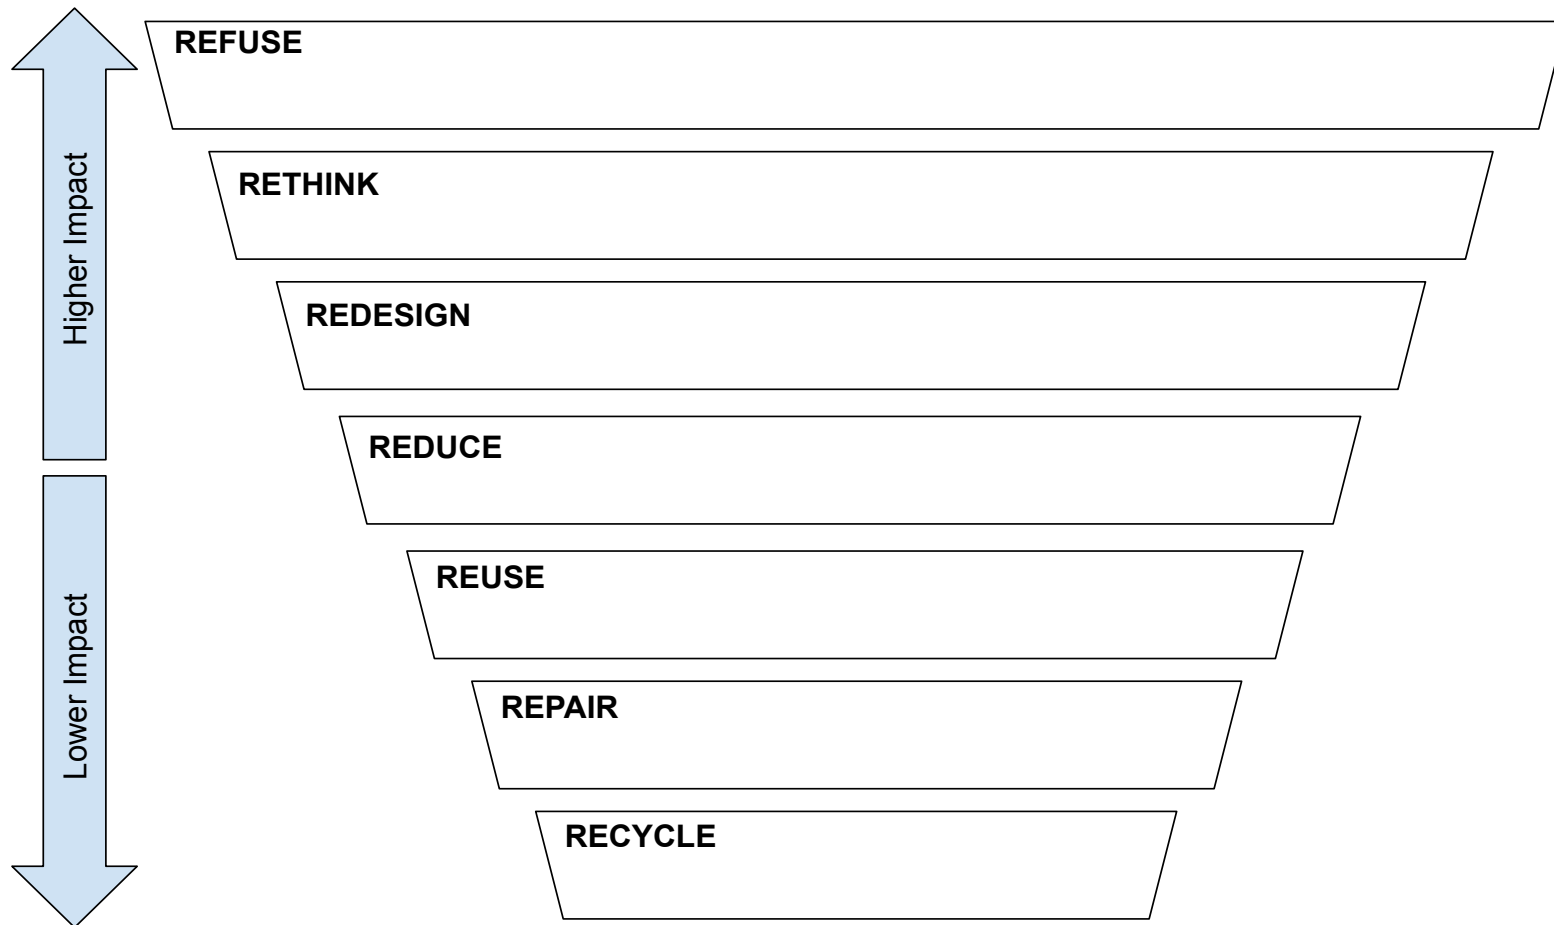 REFUSE
RETHINK
REDESIGN
REDUCE
REUSE
REPAIR
RECYCLE
Higher Impact
Lower Impact